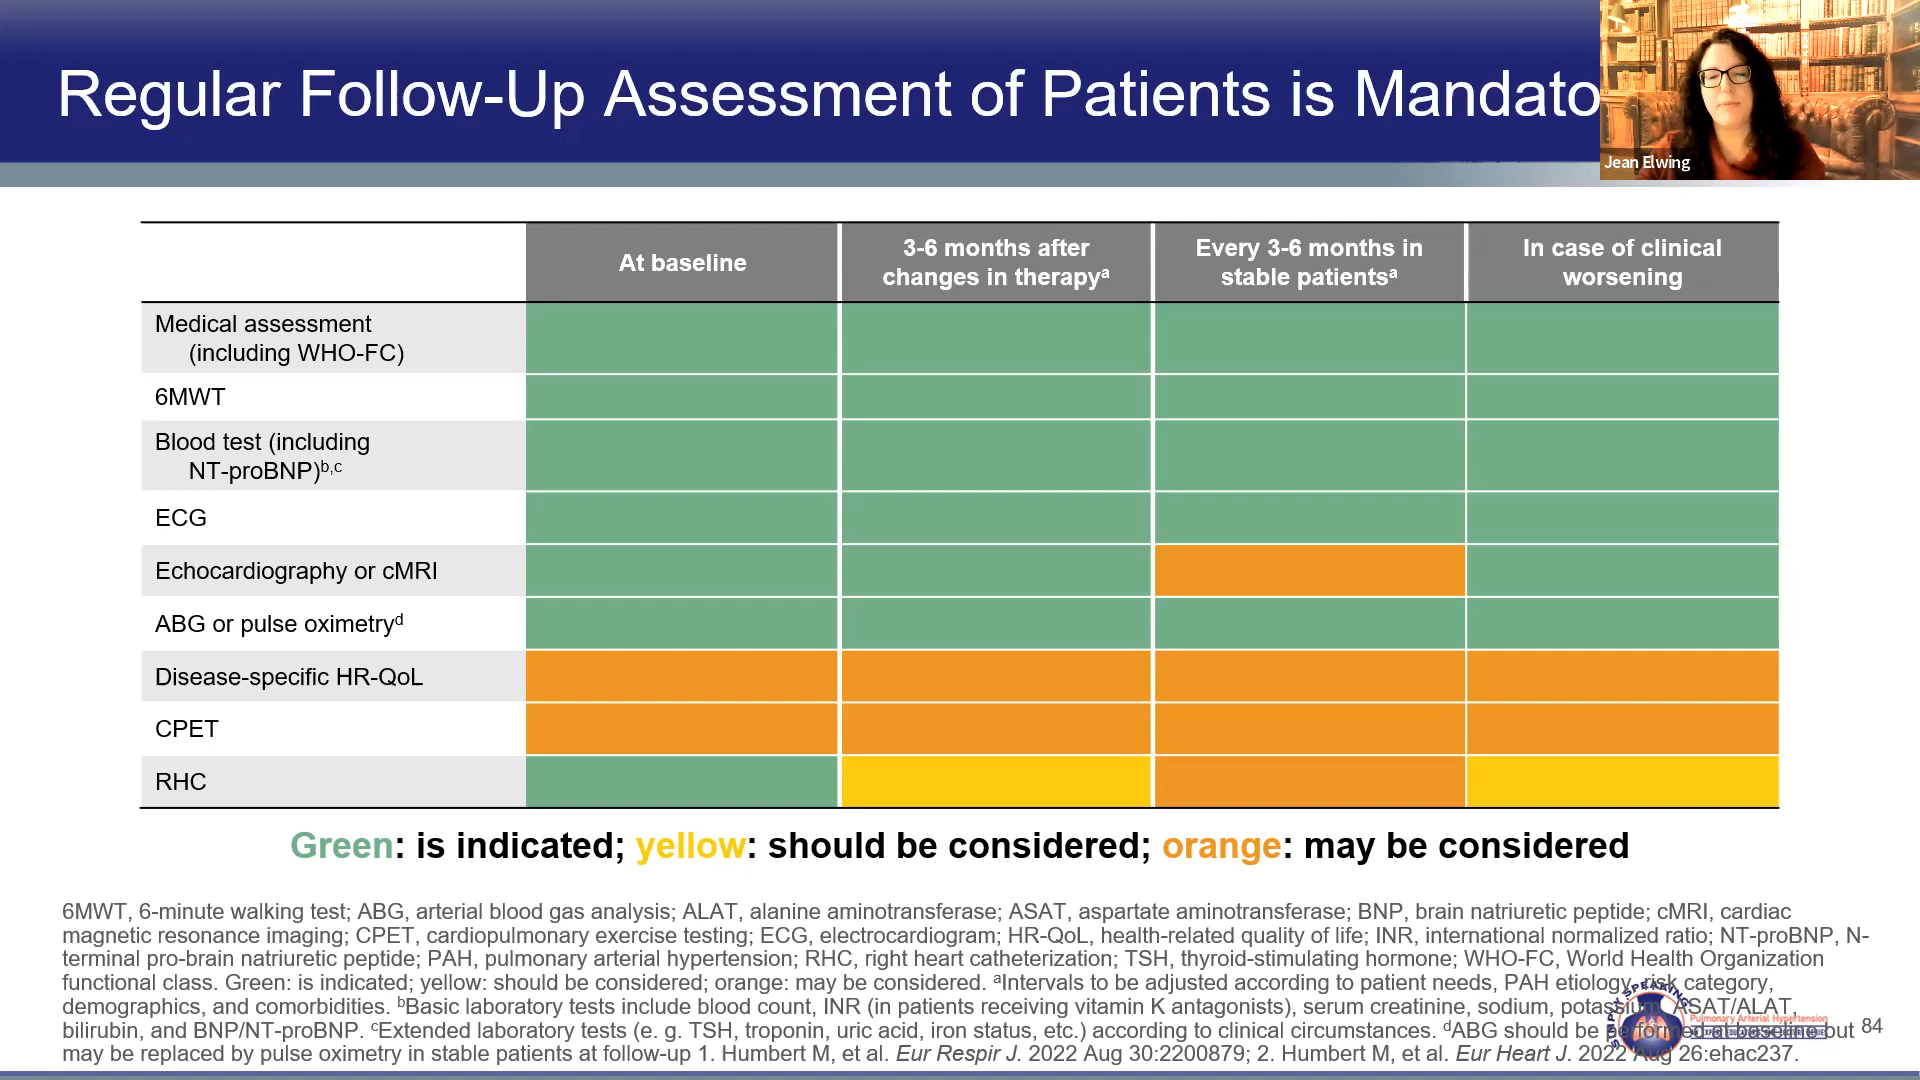 Regular Follow-Up Assessment of Patients is Mandato
Jean Elwing
At baseline
3-6 months after
changes in therapyᵃ
Every 3-6 months in
stable patientsᵃ
In case of clinical
worsening
Medical assessment
(including WHO-FC)
6MWT
Blood test (including
NT-proBNP)ᵇ,ᶜ
ECG
Echocardiography or cMRI
ABG or pulse oximetryᵈ
Disease-specific HR-QoL
CPET
RHC
Green: is indicated; yellow: should be considered; orange: may be considered
6MWT, 6-minute walking test; ABG, arterial blood gas analysis; ALAT, alanine aminotransferase; ASAT, aspartate aminotransferase; BNP, brain natriuretic peptide; cMRI, cardiac
magnetic resonance imaging; CPET, cardiopulmonary exercise testing; ECG, electrocardiogram; HR-QoL, health-related quality of life; INR, international normalized ratio; NT-proBNP, N-
terminal pro-brain natriuretic peptide; PAH, pulmonary arterial hypertension; RHC, right heart catheterization; TSH, thyroid-stimulating hormone; WHO-FC, World Health Organization
functional class. Green: is indicated; yellow: should be considered; orange: may be considered. ᵃIntervals to be adjusted according to patient needs, PAH etiology, risk category,
demographics, and comorbidities. ᵇBasic laboratory tests include blood count, INR (in patients receiving vitamin K antagonists), serum creatinine, sodium, potassium, ASAT/ALAT,
bilirubin, and BNP/NT-proBNP. ᶜExtended laboratory tests (e. g. TSH, troponin, uric acid, iron status, etc.) according to clinical circumstances. ᵈABG should be performed at baseline but
may be replaced by pulse oximetry in stable patients at follow-up 1. Humbert M, et al. Eur Respir J. 2022 Aug 30:2200879; 2. Humbert M, et al. Eur Heart J. 2022 Aug 26:ehac237.
SPEAKING
Pulmonary Arterial Hypertension
84